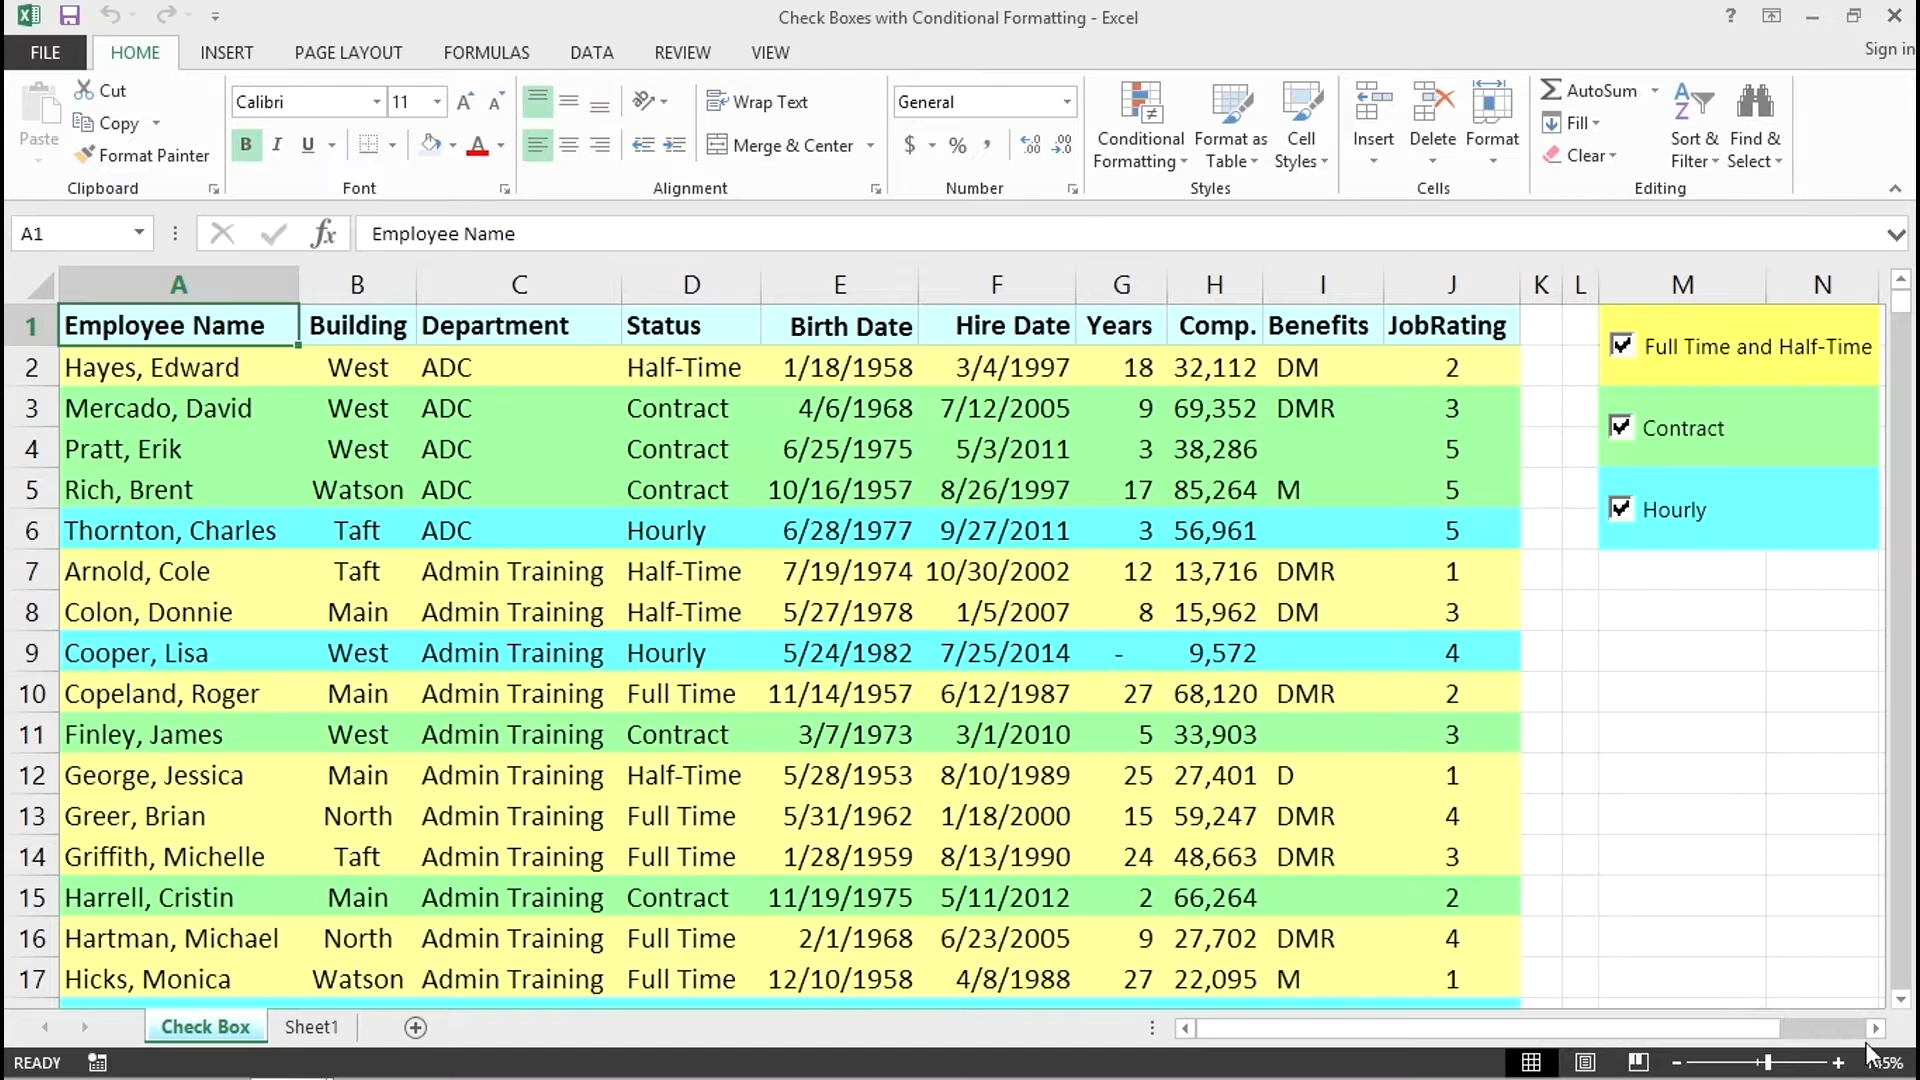 Check Boxes with Conditional Formatting - Excel
?
Sign in
FILE HOME INSERT PAGE LAYOUT FORMULAS DATA REVIEW VIEW
Paste
Cut
Copy
Format Painter
Clipboard
Calibri 11 A A
B I U A
Font
Wrap Text
Merge & Center
Alignment
General
$ % , .00 .00
Number
Conditional Formatting
Format as Table
Cell Styles
Styles
Insert Delete Format
Cells
AutoSum
Fill
Clear
Sort & Filter
Find & Select
Editing
A1 fx Employee Name
A B C D E F G H I J K L M N
1 Employee Name Building Department Status Birth Date Hire Date Years Comp. Benefits JobRating
2 Hayes, Edward West ADC Half-Time 1/18/1958 3/4/1997 18 32,112 DM 2
3 Mercado, David West ADC Contract 4/6/1968 7/12/2005 9 69,352 DMR 3
4 Pratt, Erik West ADC Contract 6/25/1975 5/3/2011 3 38,286 5
5 Rich, Brent Watson ADC Contract 10/16/1957 8/26/1997 17 85,264 M 5
6 Thornton, Charles Taft ADC Hourly 6/28/1977 9/27/2011 3 56,961 5
7 Arnold, Cole Taft Admin Training Half-Time 7/19/1974 10/30/2002 12 13,716 DMR 1
8 Colon, Donnie Main Admin Training Half-Time 5/27/1978 1/5/2007 8 15,962 DM 3
9 Cooper, Lisa West Admin Training Hourly 5/24/1982 7/25/2014 - 9,572 4
10 Copeland, Roger Main Admin Training Full Time 11/14/1957 6/12/1987 27 68,120 DMR 2
11 Finley, James West Admin Training Contract 3/7/1973 3/1/2010 5 33,903 3
12 George, Jessica Main Admin Training Half-Time 5/28/1953 8/10/1989 25 27,401 D 1
13 Greer, Brian North Admin Training Full Time 5/31/1962 1/18/2000 15 59,247 DMR 4
14 Griffith, Michelle Taft Admin Training Full Time 1/28/1959 8/13/1990 24 48,663 DMR 3
15 Harrell, Cristin Main Admin Training Contract 11/19/1975 5/11/2012 2 66,264 2
16 Hartman, Michael North Admin Training Full Time 2/1/1968 6/23/2005 9 27,702 DMR 4
17 Hicks, Monica Watson Admin Training Full Time 12/10/1958 4/8/1988 27 22,095 M 1
Full Time and Half-Time
Contract
Hourly
Check Box Sheet1
READY